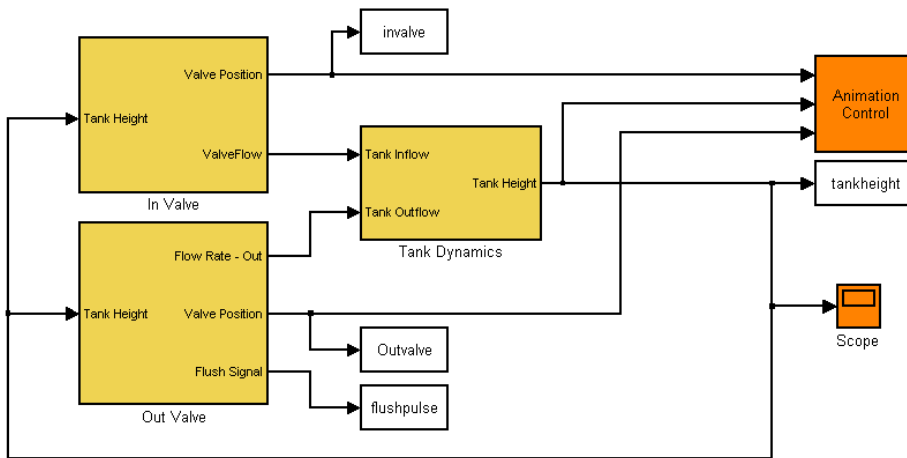 invalve
Valve Position
Tank Height
ValveFlow
In Valve
Tank Inflow
Tank Height
Tank Outflow
Tank Dynamics
Animation
Control
tankheight
Flow Rate - Out
Tank Height
Valve Position
Flush Signal
Out Valve
Outvalve
flushpulse
Scope